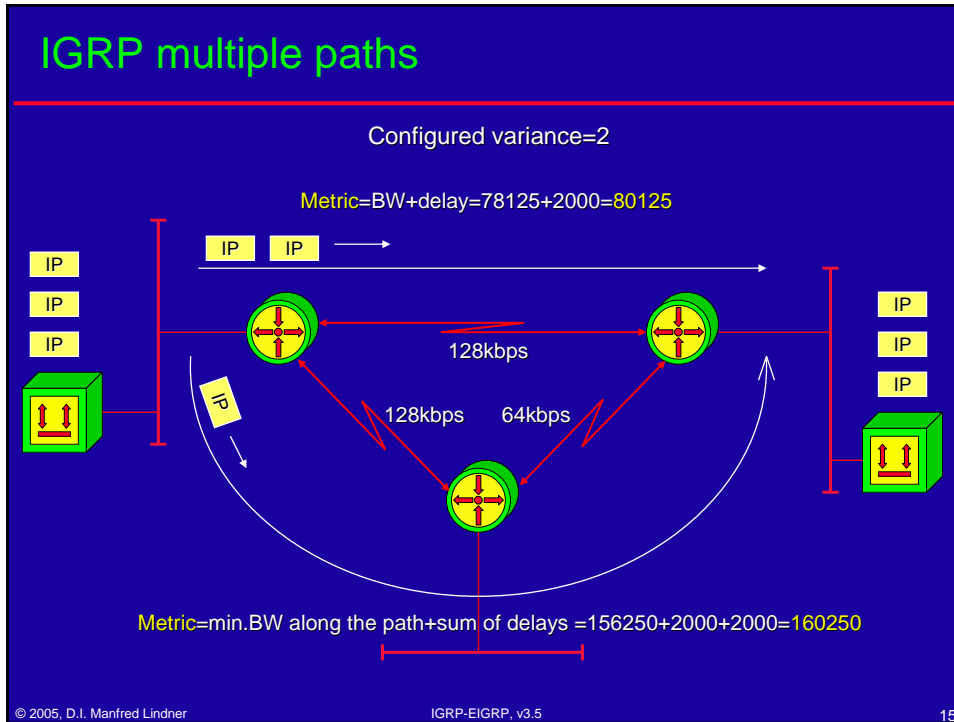 IGRP multiple paths
Configured variance=2
Metric=BW+delay=78125+2000=80125
IP IP
IP
IP
IP
IP
IP
IP
128kbps
IP
128kbps
64kbps
Metric=min.BW along the path+sum of delays =156250+2000+2000=160250
© 2005, D.I. Manfred Lindner
IGRP-EIGRP, v3.5
15